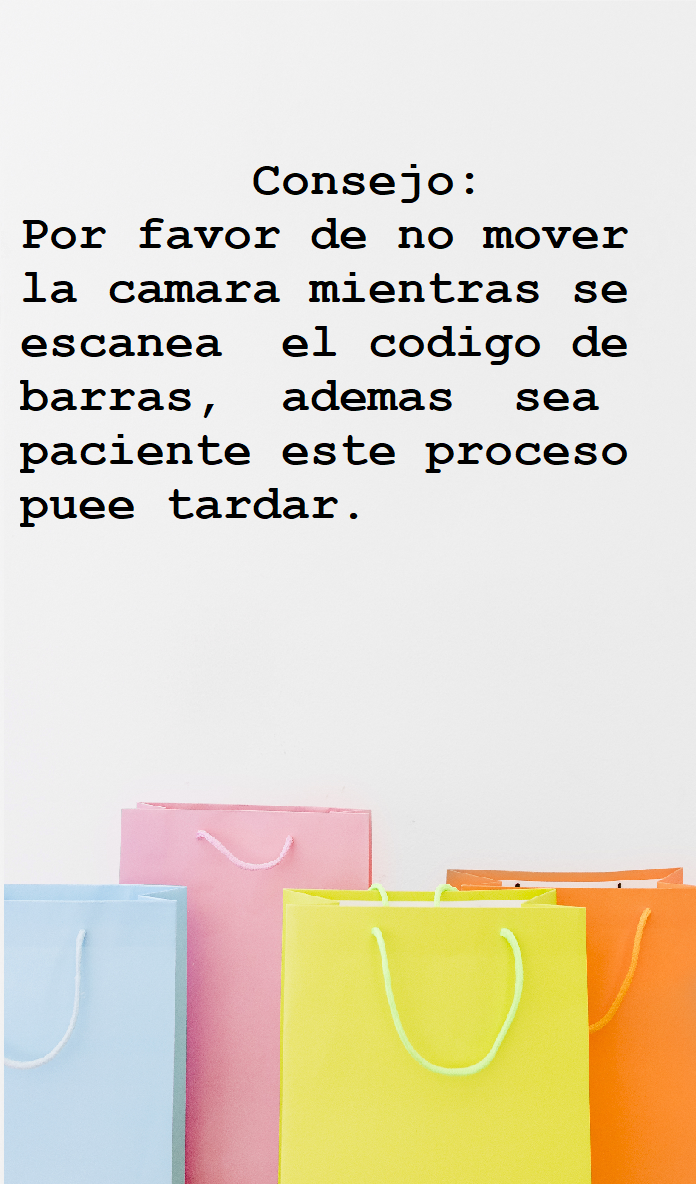 Consejo:
Por favor de no mover
la camara mientras se
escanea el codigo de
barras, ademas sea
paciente este proceso
puee tardar.